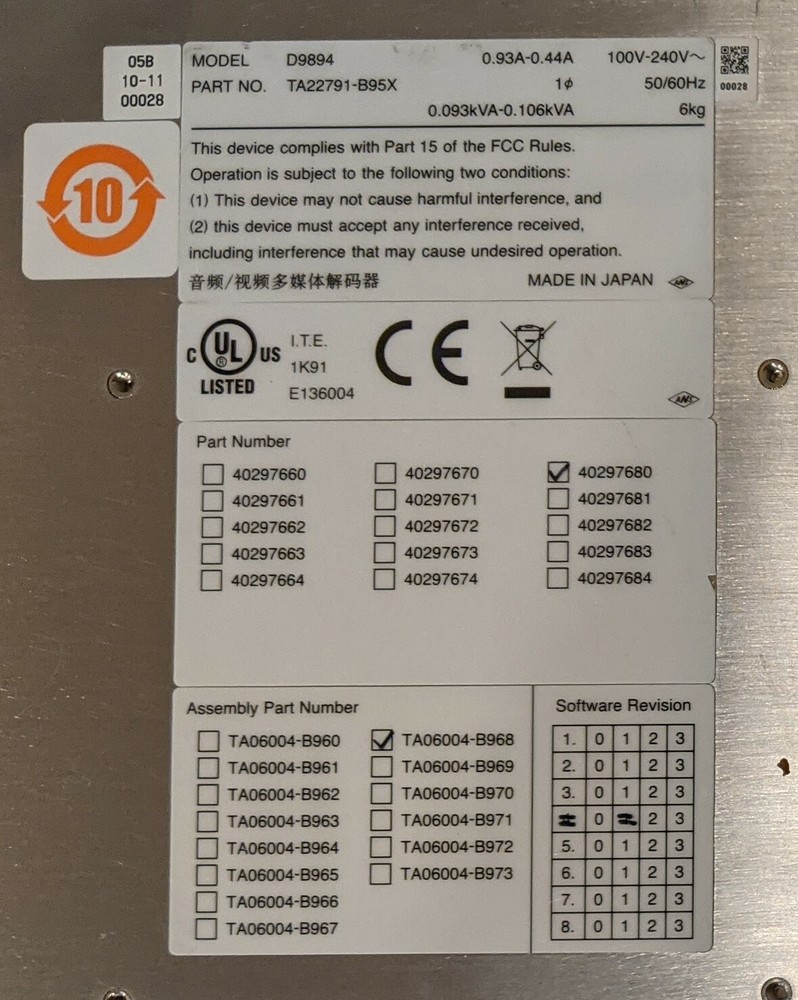 05B
10-11
00028
MODEL D9894 0.93A-0.44A 100V-240V~
PART NO. TA22791-B95X 1ϕ 50/60Hz
0.093kVA-0.106kVA 6kg
00028
10
This device complies with Part 15 of the FCC Rules.
Operation is subject to the following two conditions:
(1) This device may not cause harmful interference, and
(2) this device must accept any interference received,
including interference that may cause undesired operation.
音频/视频多媒体解码器 MADE IN JAPAN
C UL ® US
LISTED
I.T.E.
1K91
E136004
CE
Part Number
40297660 40297670 40297680
40297661 40297671 40297681
40297662 40297672 40297682
40297663 40297673 40297683
40297664 40297674 40297684
Assembly Part Number
TA06004-B960 TA06004-B968
TA06004-B961 TA06004-B969
TA06004-B962 TA06004-B970
TA06004-B963 TA06004-B971
TA06004-B964 TA06004-B972
TA06004-B965 TA06004-B973
TA06004-B966
TA06004-B967
Software Revision
1. 0 1 2 3
2. 0 1 2 3
3. 0 1 2 3
0 2 3
5. 0 1 2 3
6. 0 1 2 3
7. 0 1 2 3
8. 0 1 2 3